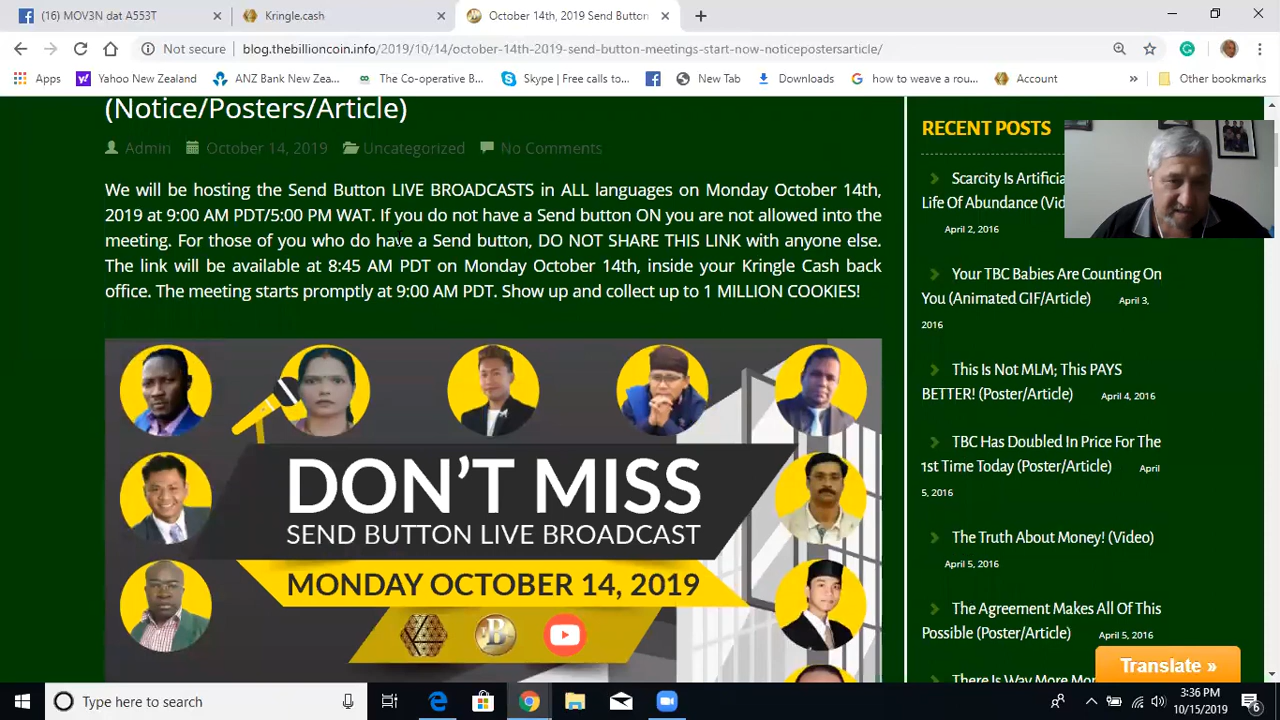 (16) MOV3N dat A553T
Kringle.cash
October 14th, 2019 Send Button
Not secure
blog.thebillioncoin.info/2019/10/14/october-14th-2019-send-button-meetings-start-now-noticepostersarticle/
Apps
Yahoo New Zealand
ANZ Bank New Zea...
The Co-operative B...
Skype | Free calls to...
New Tab
Downloads
how to weave a rou...
Account
»
Other bookmarks
(Notice/Posters/Article)
Admin
October 14, 2019
Uncategorized
No Comments
We will be hosting the Send Button LIVE BROADCASTS in ALL languages on Monday October 14th,
2019 at 9:00 AM PDT/5:00 PM WAT. If you do not have a Send button ON you are not allowed into the
meeting. For those of you who do have a Send button, DO NOT SHARE THIS LINK with anyone else.
The link will be available at 8:45 AM PDT on Monday October 14th, inside your Kringle Cash back
office. The meeting starts promptly at 9:00 AM PDT. Show up and collect up to 1 MILLION COOKIES!
DON'T MISS
SEND BUTTON LIVE BROADCAST
MONDAY OCTOBER 14, 2019
RECENT POSTS
Scarcity Is Artificia
Life Of Abundance (Vid
April 2, 2016
Your TBC Babies Are Counting On
You (Animated GIF/Article) April 3,
2016
This Is Not MLM; This PAYS
BETTER! (Poster/Article) April 4, 2016
TBC Has Doubled In Price For The
1st Time Today (Poster/Article) April
5, 2016
The Truth About Money! (Video)
April 5, 2016
The Agreement Makes All Of This
Possible (Poster/Article) April 5, 2016
There Is Way More Mon
Translate »
Type here to search
3:36 PM
10/15/2019
6